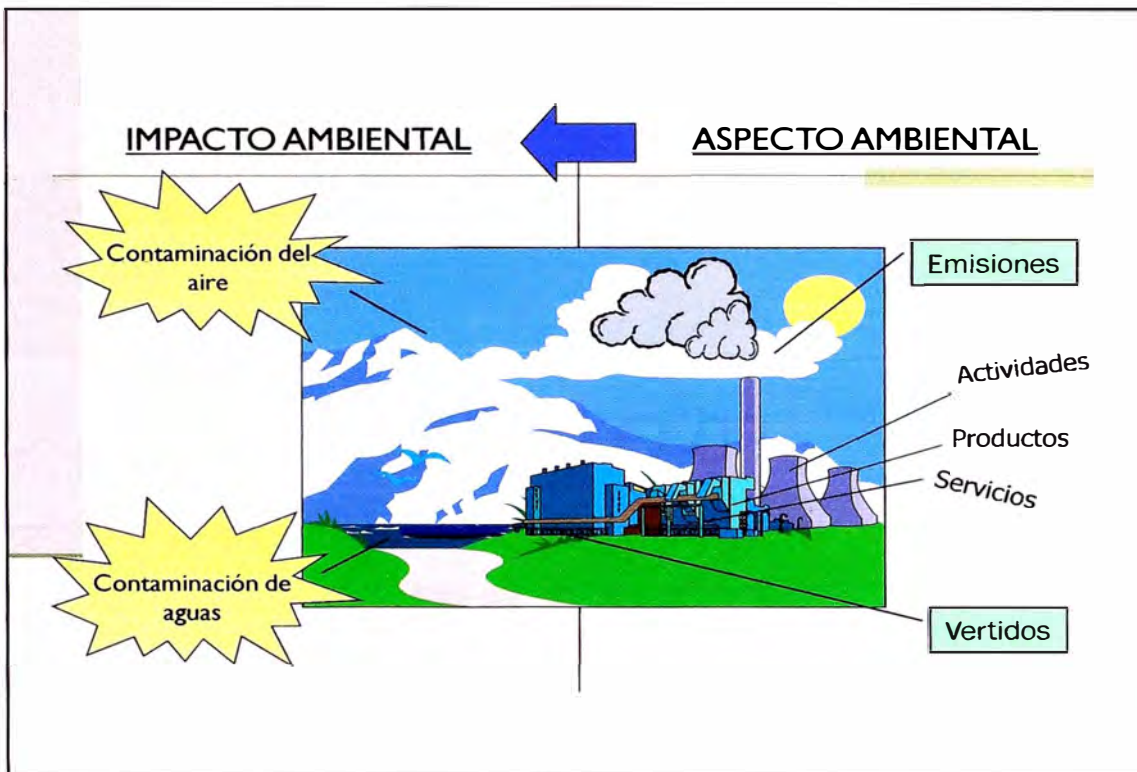 IMPACTO AMBIENTAL
ASPECTO AMBIENTAL
Contaminación del
aire
Emisiones
Actividades
Productos
Servicios
Contaminación de
aguas
Vertidos